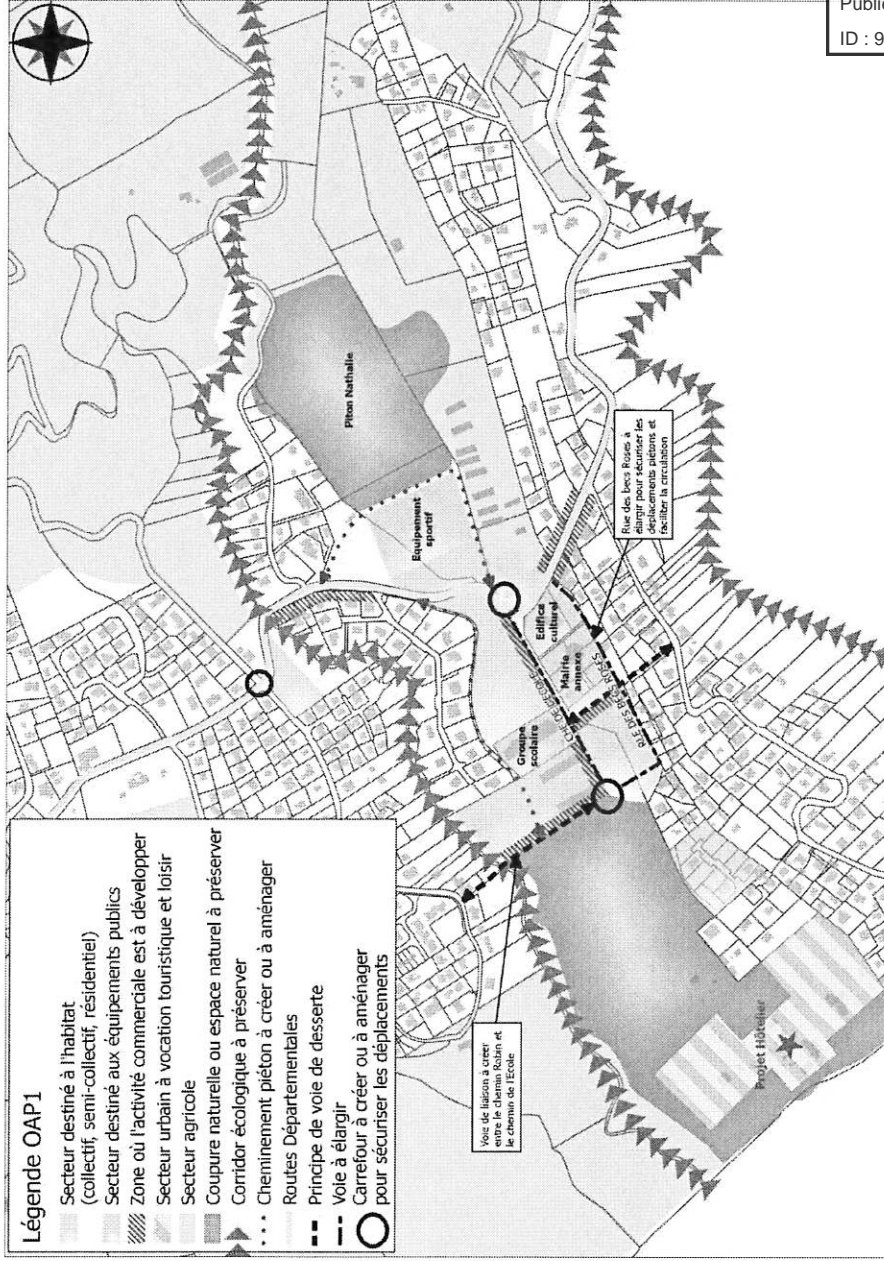 Public
ID : 9
Légende OAP1
Secteur destiné à l'habitat
(collectif, semi-collectif, résidentiel)
Secteur destiné aux équipements publics
Zone où l'activité commerciale est à développer
Secteur urbain à vocation touristique et loisir
Secteur agricole
Coupure naturelle ou espace naturel à préserver
Corridor écologique à préserver
Cheminement piéton à créer ou à aménager
Routes Départementales
Principe de voie de desserte
Voie à élargir
Carrefour à créer ou à aménager
pour sécuriser les déplacements
Voie de liaison à créer
entre le chemin Robin et
le chemin de l'Ecole
Projet Hôtelier
Groupe
scolaire
Mairie
annexe
Edifice
culturel
RUE DES BECS ROSES
Equipement
sportif
Piton Nathalie
Rue des becs Roses à
élargir pour sécuriser les
déplacements piétons et
faciliter la circulation